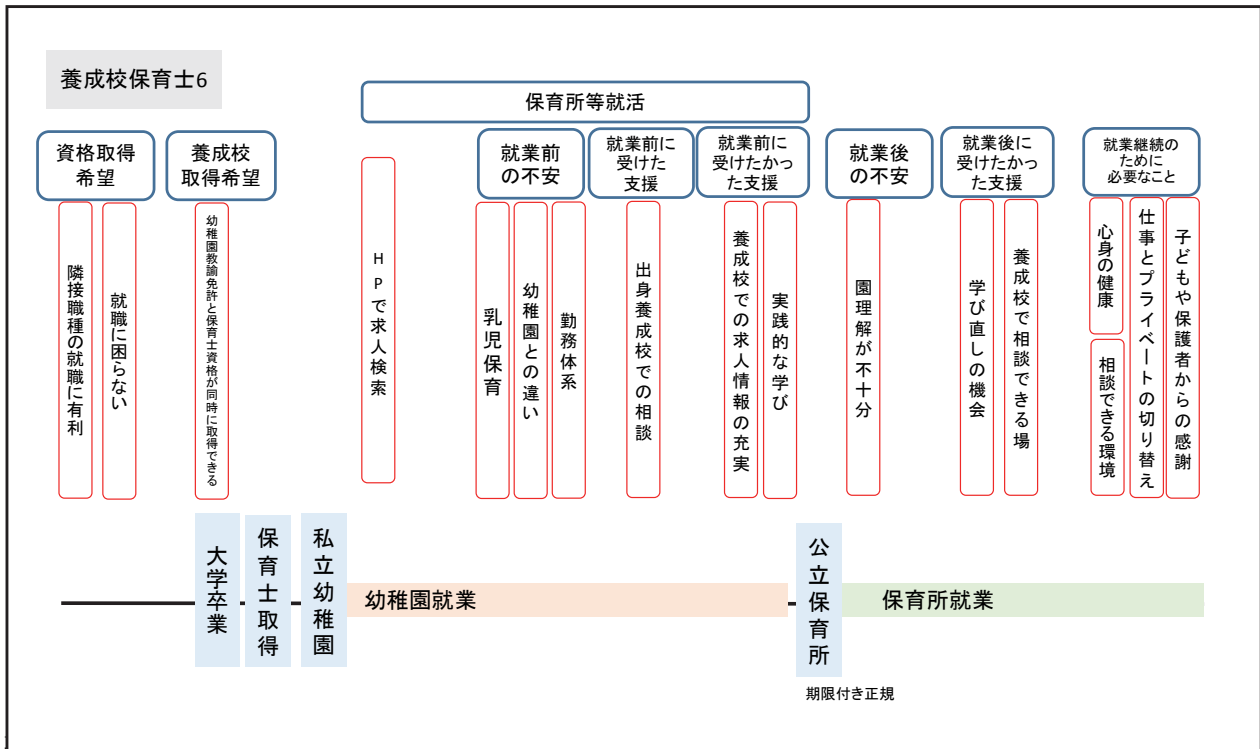 養成校保育士6
保育所等就活
資格取得
希望
養成校
取得希望
就業前
の不安
就業前に
受けた
支援
就業前に
受けたかっ
た支援
就業後
の不安
就業後に
受けたかっ
た支援
就業継続の
ために
必要なこと
隣接職種の就職に有利
就職に困らない
幼稚園教諭免許と保育士資格が同時に取得できる
HPで求人検索
乳児保育
幼稚園との違い
勤務体系
出身養成校での相談
養成校での求人情報の充実
実践的な学び
園理解が不十分
学び直しの機会
養成校で相談できる場
心身の健康
相談できる環境
仕事とプライベートの切り替え
子どもや保護者からの感謝
大学卒業
保育士取得
私立幼稚園
幼稚園就業
公立保育所
保育所就業
期限付き正規